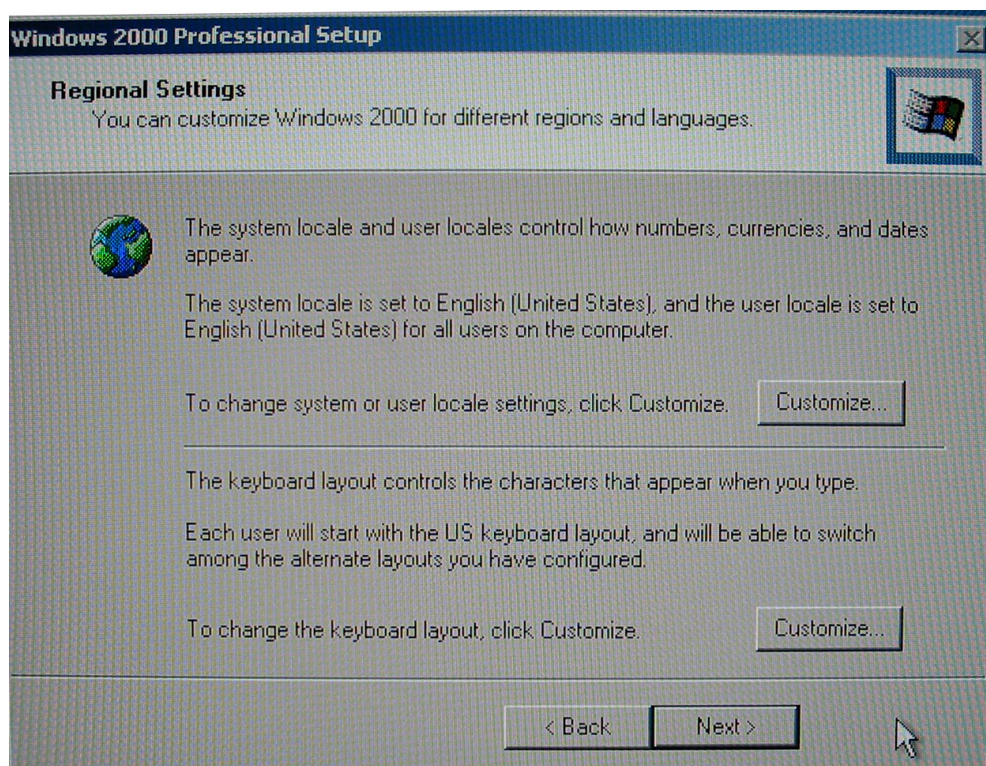 Windows 2000 Professional Setup
Regional Settings
You can customize Windows 2000 for different regions and languages.
The system locale and user locales control how numbers, currencies, and dates
appear.
The system locale is set to English (United States), and the user locale is set to
English (United States) for all users on the computer.
To change system or user locale settings, click Customize.
Customize...
The keyboard layout controls the characters that appear when you type.
Each user will start with the US keyboard layout, and will be able to switch
among the alternate layouts you have configured.
To change the keyboard layout, click Customize.
Customize...
< Back
Next >